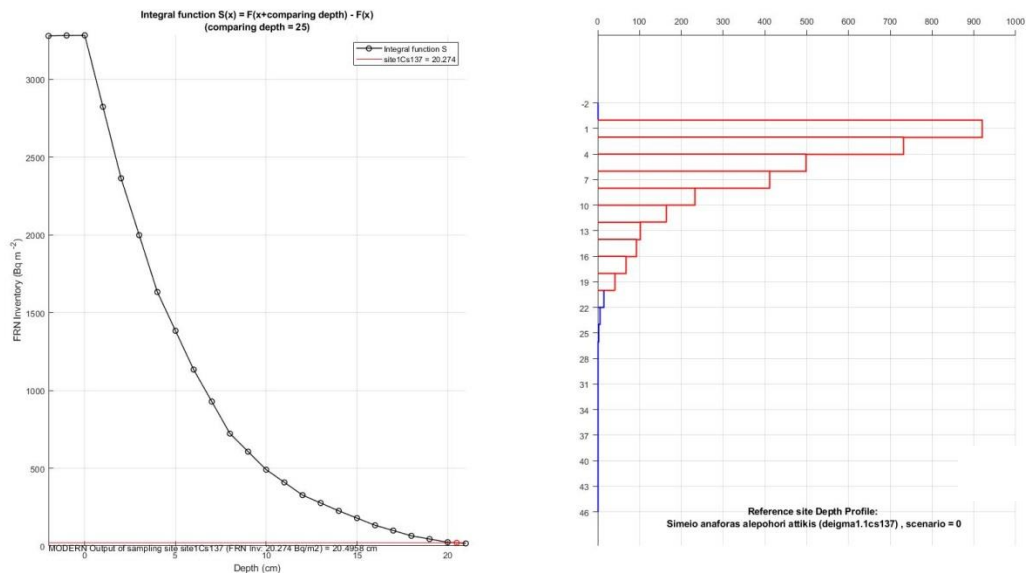 Integral function S(x) = F(x+comparing depth) - F(x)
(comparing depth = 25)
Integral function S
site1Cs137 = 20.274
FRN Inventory (Bq m -2)
3000
2500
2000
1500
1000
500
0
0 5 10 15 20
MODERN Output of sampling site site1Cs137 (FRN Inv: 20.274 Bq/m2) = 20.4958 cm
Depth (cm)
0 100 200 300 400 500 600 700 800 900 1000
-2
1
4
7
10
13
16
19
22
25
28
31
34
37
40
43
46
Reference site Depth Profile:
Simeio anaforas alepohori attikis (deigma1.1cs137) , scenario = 0